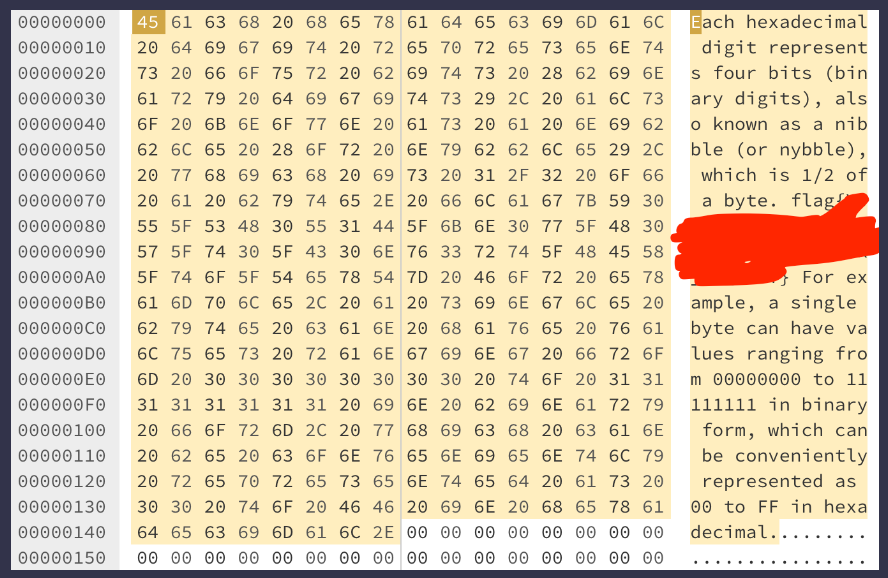 00000000 45 61 63 68 20 68 65 78 61 64 65 63 69 6D 61 6C Each hexadecimal
00000010 20 64 69 67 69 74 20 72 65 70 72 65 73 65 6E 74 digit represent
00000020 73 20 66 6F 75 72 20 62 69 74 73 20 28 62 69 6E s four bits (bin
00000030 61 72 79 20 64 69 67 69 74 73 29 2C 20 61 6C 73 ary digits), als
00000040 6F 20 6B 6E 6F 77 6E 20 61 73 20 61 20 6E 69 62 o known as a nib
00000050 62 6C 65 20 28 6F 72 20 6E 79 62 62 6C 65 29 2C ble (or nybble),
00000060 20 77 68 69 63 68 20 69 73 20 31 2F 32 20 6F 66 which is 1/2 of
00000070 20 61 20 62 79 74 65 2E 20 66 6C 61 67 7B 59 30 a byte. flag{
00000080 55 5F 53 48 30 55 31 44 5F 6B 6E 30 77 5F 48 30
00000090 57 5F 74 30 5F 43 30 6E 76 33 72 74 5F 48 45 58
000000A0 5F 74 6F 5F 54 65 78 54 7D 20 46 6F 72 20 65 78 } For ex
000000B0 61 6D 70 6C 65 2C 20 61 20 73 69 6E 67 6C 65 20 ample, a single
000000C0 62 79 74 65 20 63 61 6E 20 68 61 76 65 20 76 61 byte can have va
000000D0 6C 75 65 73 20 72 61 6E 67 69 6E 67 20 66 72 6F lues ranging fro
000000E0 6D 20 30 30 30 30 30 30 30 30 20 74 6F 20 31 31 m 00000000 to 11
000000F0 31 31 31 31 31 31 20 69 6E 20 62 69 6E 61 72 79 111111 in binary
00000100 20 66 6F 72 6D 2C 20 77 68 69 63 68 20 63 61 6E form, which can
00000110 20 62 65 20 63 6F 6E 76 65 6E 69 65 6E 74 6C 79 be conveniently
00000120 20 72 65 70 72 65 73 65 6E 74 65 64 20 61 73 20 represented as
00000130 30 30 20 74 6F 20 46 46 20 69 6E 20 68 65 78 61 00 to FF in hexa
00000140 64 65 63 69 6D 61 6C 2E 00 00 00 00 00 00 00 00 decimal.........
00000150 00 00 00 00 00 00 00 00 00 00 00 00 00 00 00 00 ................